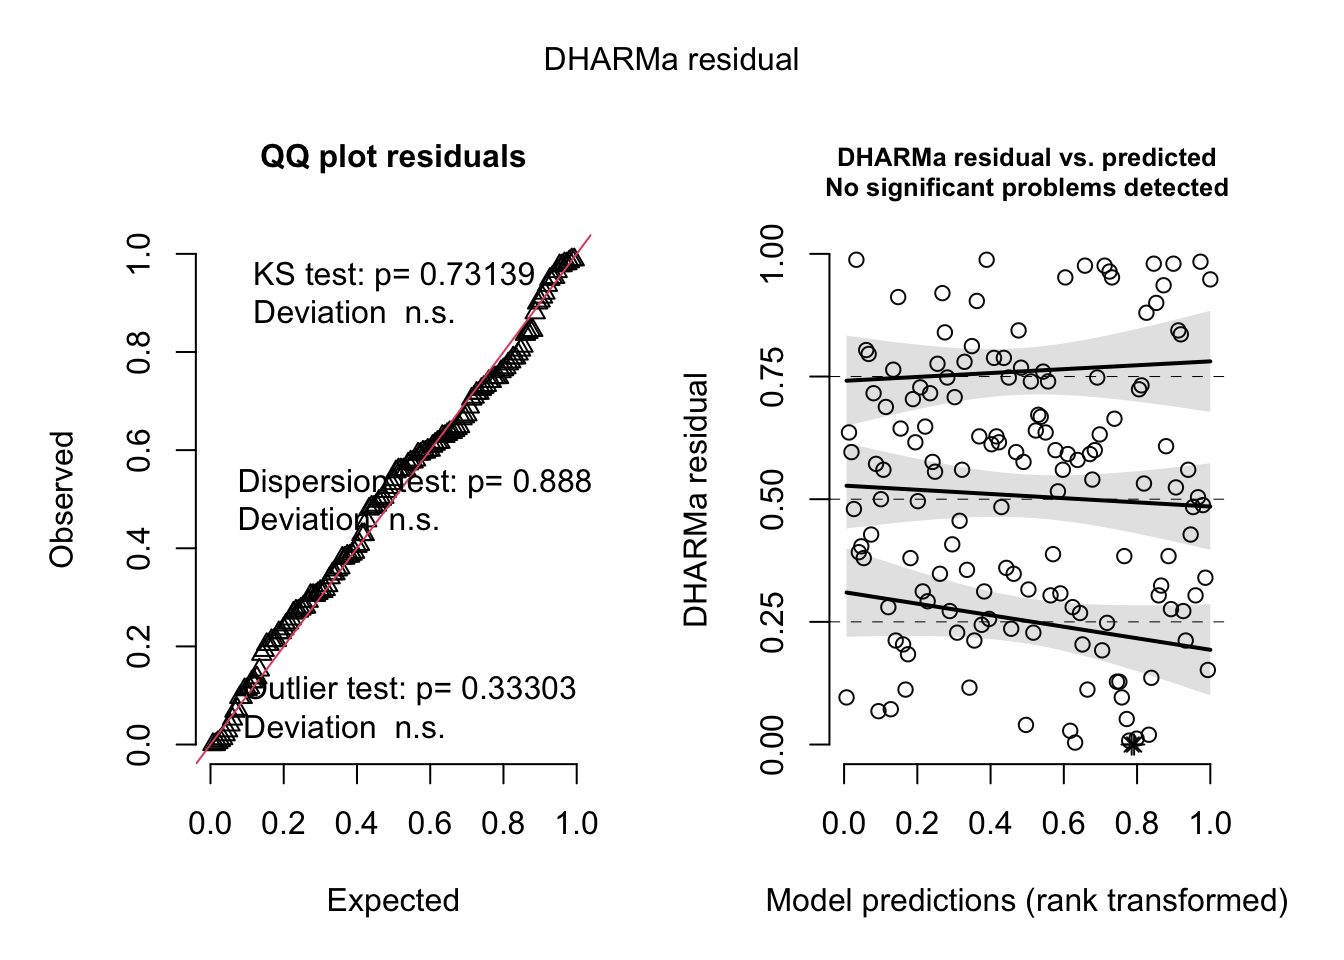 DHARMa residual
QQ plot residuals
KS test: p= 0.73139
Deviation  n.s.
Dispersion test: p= 0.888
Deviation  n.s.
Outlier test: p= 0.33303
Deviation  n.s.
Observed
1.0
0.8
0.6
0.4
0.2
0.0
0.0 0.2 0.4 0.6 0.8 1.0
Expected
DHARMa residual vs. predicted
No significant problems detected
DHARMa residual
1.00
0.75
0.50
0.25
0.00
0.0 0.2 0.4 0.6 0.8 1.0
Model predictions (rank transformed)